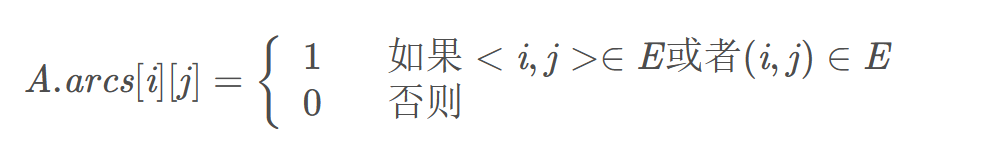 A.arcs[i][j] = { 1 如果 < i, j >∈ E或者(i, j) ∈ E
0 否则